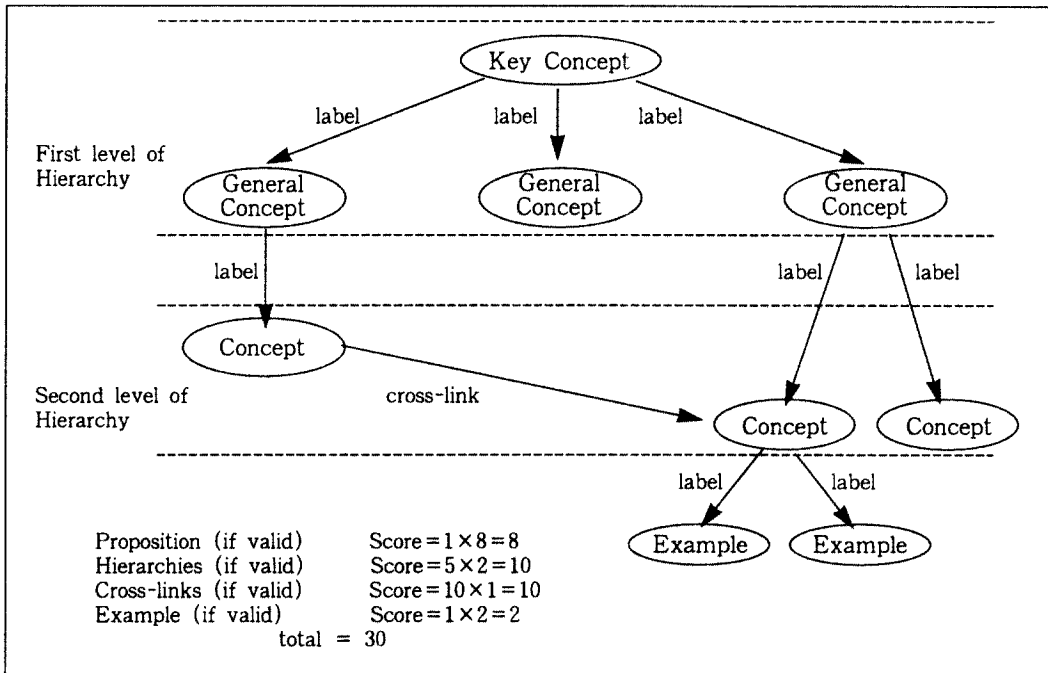 Key Concept
label
label
label
First level of
Hierarchy
General
Concept
General
Concept
General
Concept
label
label
label
Concept
Second level of
Hierarchy
cross-link
Concept
Concept
label
label
Example
Example
Proposition (if valid) Score=1×8=8
Hierarchies (if valid) Score=5×2=10
Cross-links (if valid) Score=10×1=10
Example (if valid) Score=1×2=2
total = 30